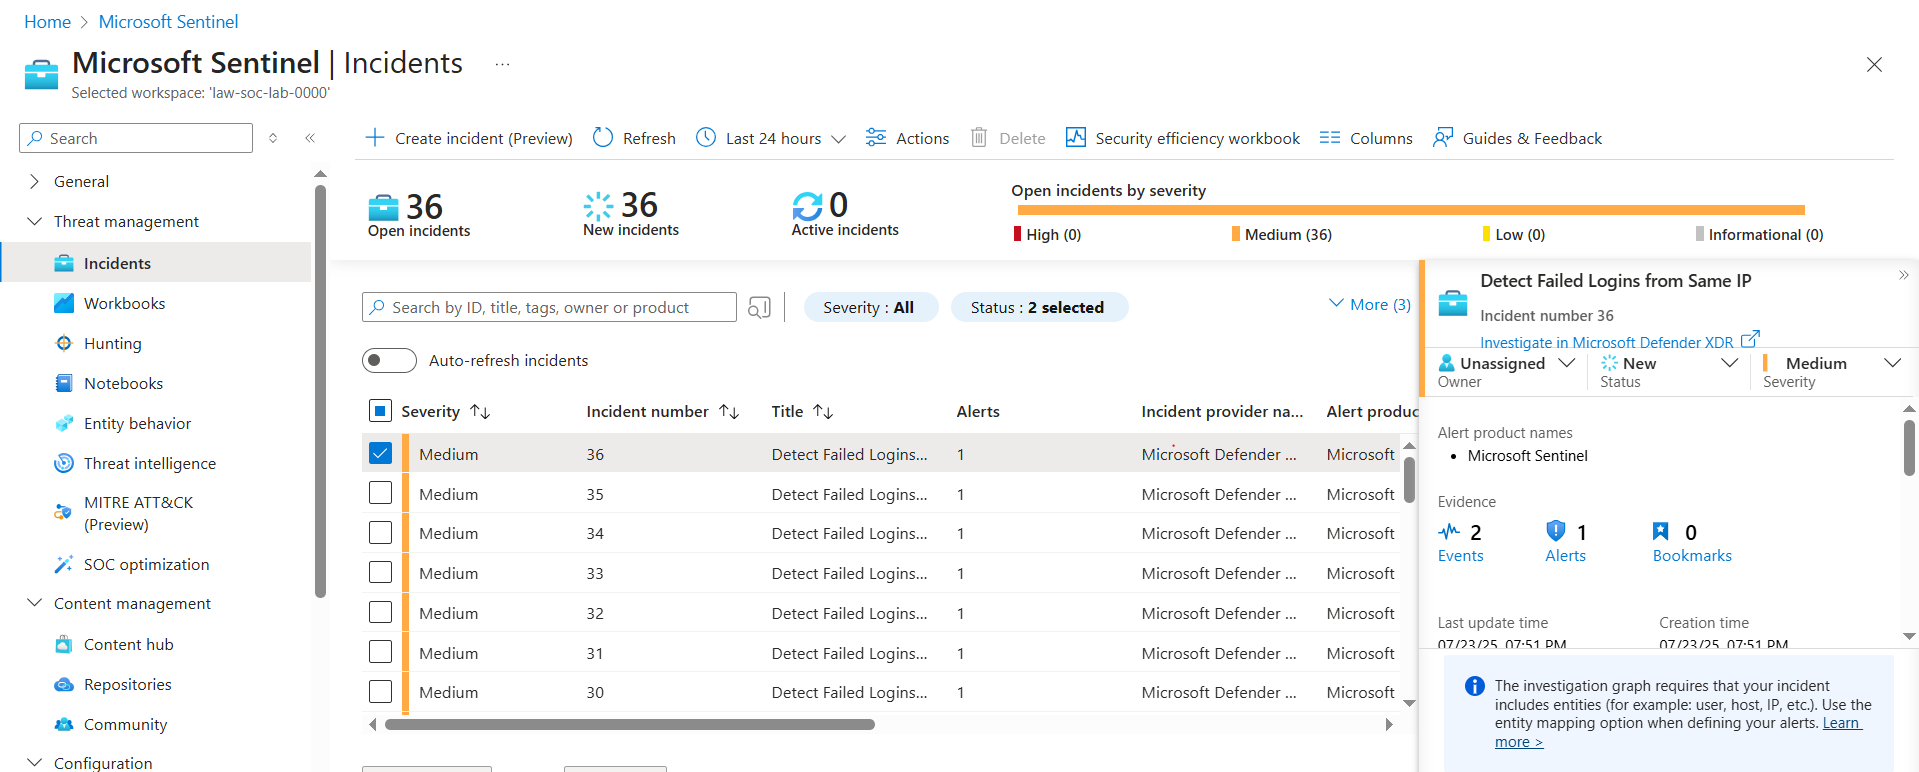 Home > Microsoft Sentinel
Microsoft Sentinel | Incidents ...
Selected workspace: 'law-soc-lab-0000'
Search
«
General
Threat management
Incidents
Workbooks
Hunting
Notebooks
Entity behavior
Threat intelligence
MITRE ATT&CK
(Preview)
SOC optimization
Content management
Content hub
Repositories
Community
Configuration
Create incident (Preview) Refresh Last 24 hours Actions Delete Security efficiency workbook Columns Guides & Feedback
36
Open incidents
36
New incidents
0
Active incidents
Open incidents by severity
High (0) Medium (36) Low (0) Informational (0)
Search by ID, title, tags, owner or product
Severity : All
Status : 2 selected
More (3)
Auto-refresh incidents
Severity ↑↓ Incident number ↑↓ Title ↑↓ Alerts Incident provider na... Alert produc
Medium 36 Detect Failed Logins... 1 Microsoft Defender ... Microsoft
Medium 35 Detect Failed Logins... 1 Microsoft Defender ... Microsoft
Medium 34 Detect Failed Logins... 1 Microsoft Defender ... Microsoft
Medium 33 Detect Failed Logins... 1 Microsoft Defender ... Microsoft
Medium 32 Detect Failed Logins... 1 Microsoft Defender ... Microsoft
Medium 31 Detect Failed Logins... 1 Microsoft Defender ... Microsoft
Medium 30 Detect Failed Logins... 1 Microsoft Defender ... Microsoft
Detect Failed Logins from Same IP
»
Incident number 36
Investigate in Microsoft Defender XDR
Unassigned
Owner
New
Status
Medium
Severity
Alert product names
• Microsoft Sentinel
Evidence
2
Events
1
Alerts
0
Bookmarks
Last update time
07/23/25, 07:51 PM
Creation time
07/23/25, 07:51 PM
The investigation graph requires that your incident
includes entities (for example: user, host, IP, etc.). Use the
entity mapping option when defining your alerts. Learn
more >